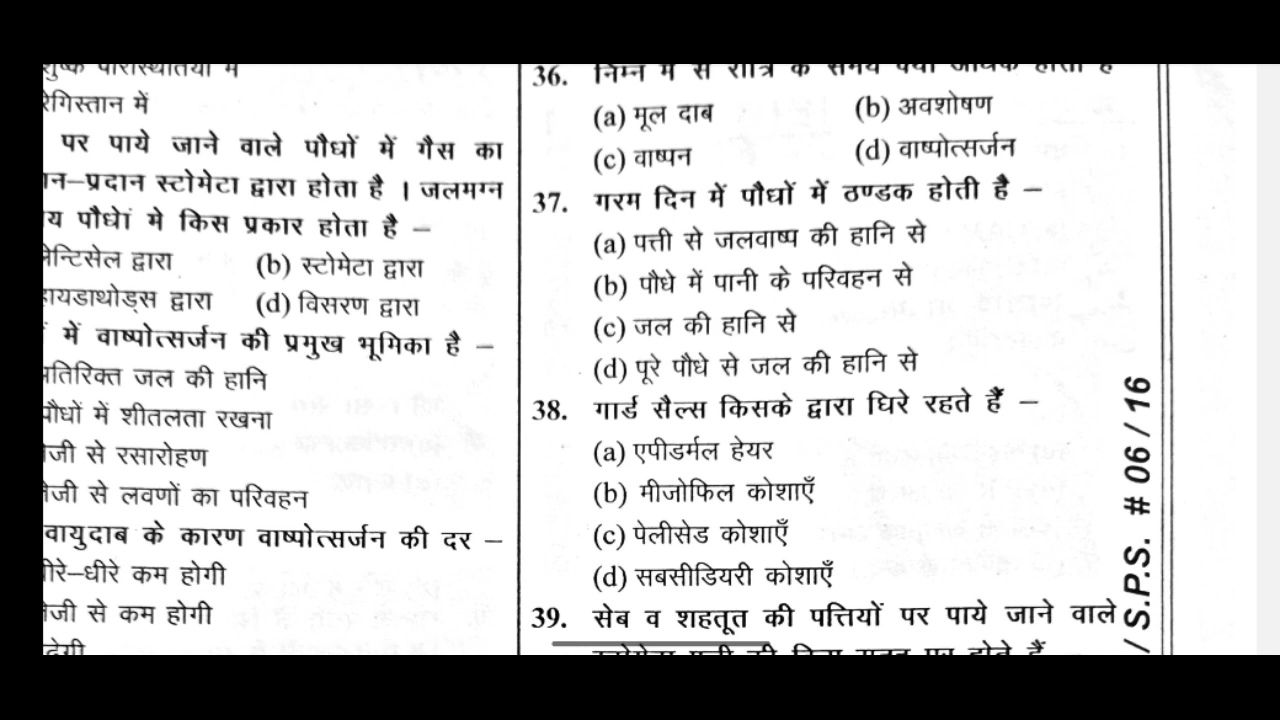 रेगिस्तान में
पर पाये जाने वाले पौधों में गैस का
न–प्रदान स्टोमेटा द्वारा होता है । जलमग्न
य पौधेां मे किस प्रकार होता है –
द्वारा (b) स्टोमेटा द्वारा
द्वारा (d) विसरण द्वारा
में वाष्पोत्सर्जन की प्रमुख भूमिका है –
जल की हानि
पौधों में शीतलता रखना
से रसारोहण
से लवणों का परिवहन
वायुदाब के कारण वाष्पोत्सर्जन की दर –
धीरे कम होगी
से कम होगी
36. निम्न में से रात्रि के समय क्या अधिक होता है
(a) मूल दाब (b) अवशोषण
(c) वाष्पन (d) वाष्पोत्सर्जन
37. गरम दिन में पौधों में ठण्डक होती है –
(a) पत्ती से जलवाष्प की हानि से
(b) पौधे में पानी के परिवहन से
(c) जल की हानि से
(d) पूरे पौधे से जल की हानि से
38. गार्ड सैल्स किसके द्वारा घिरे रहते हैं –
(a) एपीडर्मल हेयर
(b) मीजोफिल कोशाएँ
(c) पेलीसेड कोशाएँ
(d) सबसीडियरी कोशाएँ
39. सेब व शहतूत की पत्तियों पर पाये जाने वाले
/ S.P.S. # 06 / 16